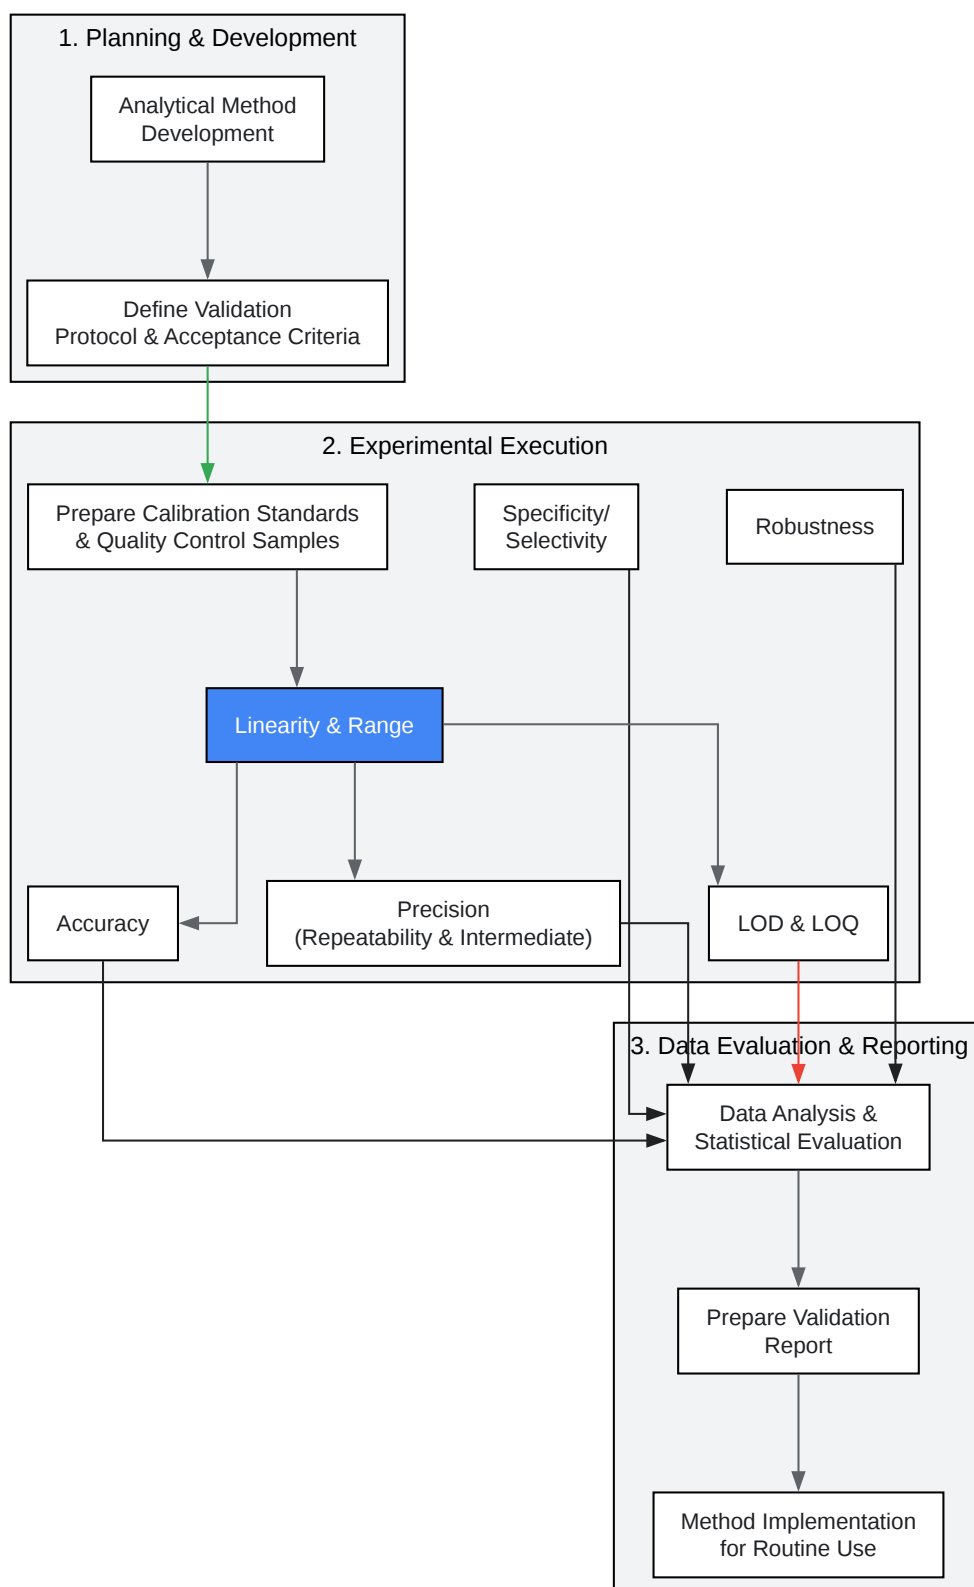 1. Planning & Development
Analytical Method
Development
Define Validation
Protocol & Acceptance Criteria
2. Experimental Execution
Prepare Calibration Standards
& Quality Control Samples
Specificity/
Selectivity
Robustness
Linearity & Range
Accuracy
Precision
(Repeatability & Intermediate)
LOD & LOQ
3. Data Evaluation & Reporting
Data Analysis &
Statistical Evaluation
Prepare Validation
Report
Method Implementation
for Routine Use